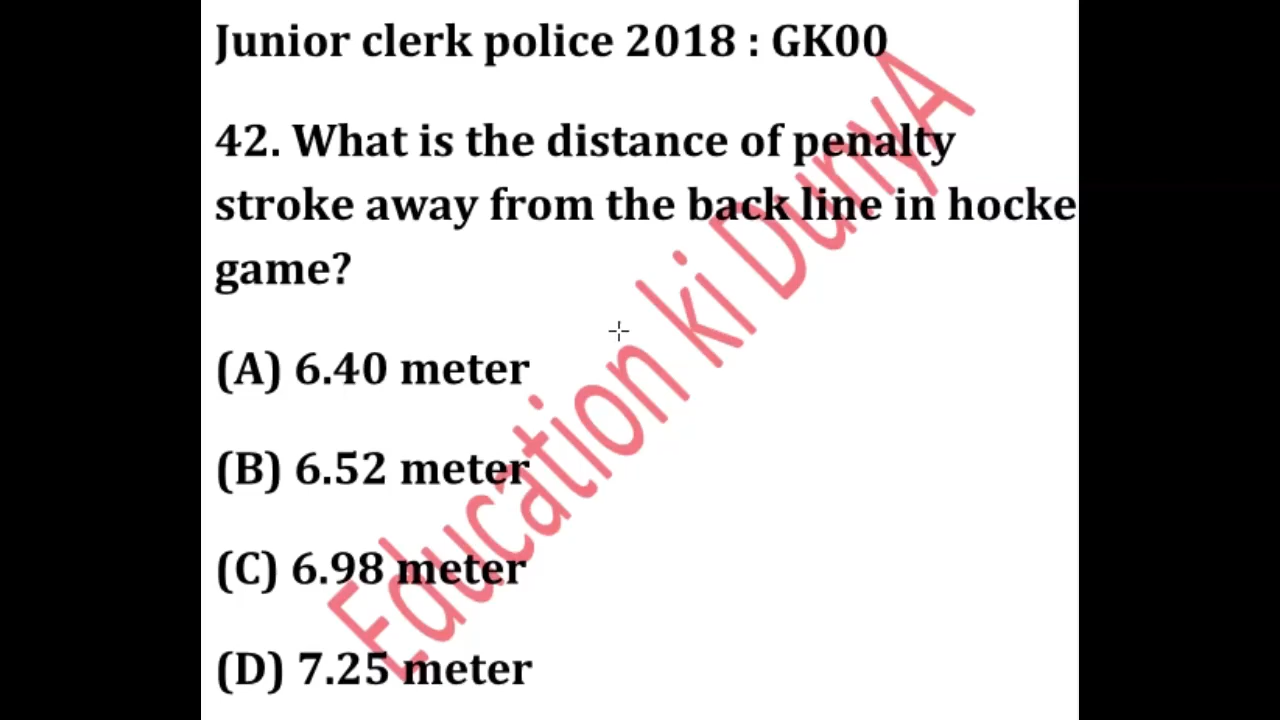 Junior clerk police 2018 : GK00
42. What is the distance of penalty
stroke away from the back line in hocke
game?
(A) 6.40 meter
(B) 6.52 meter
(C) 6.98 meter
(D) 7.25 meter
Education ki DunyA